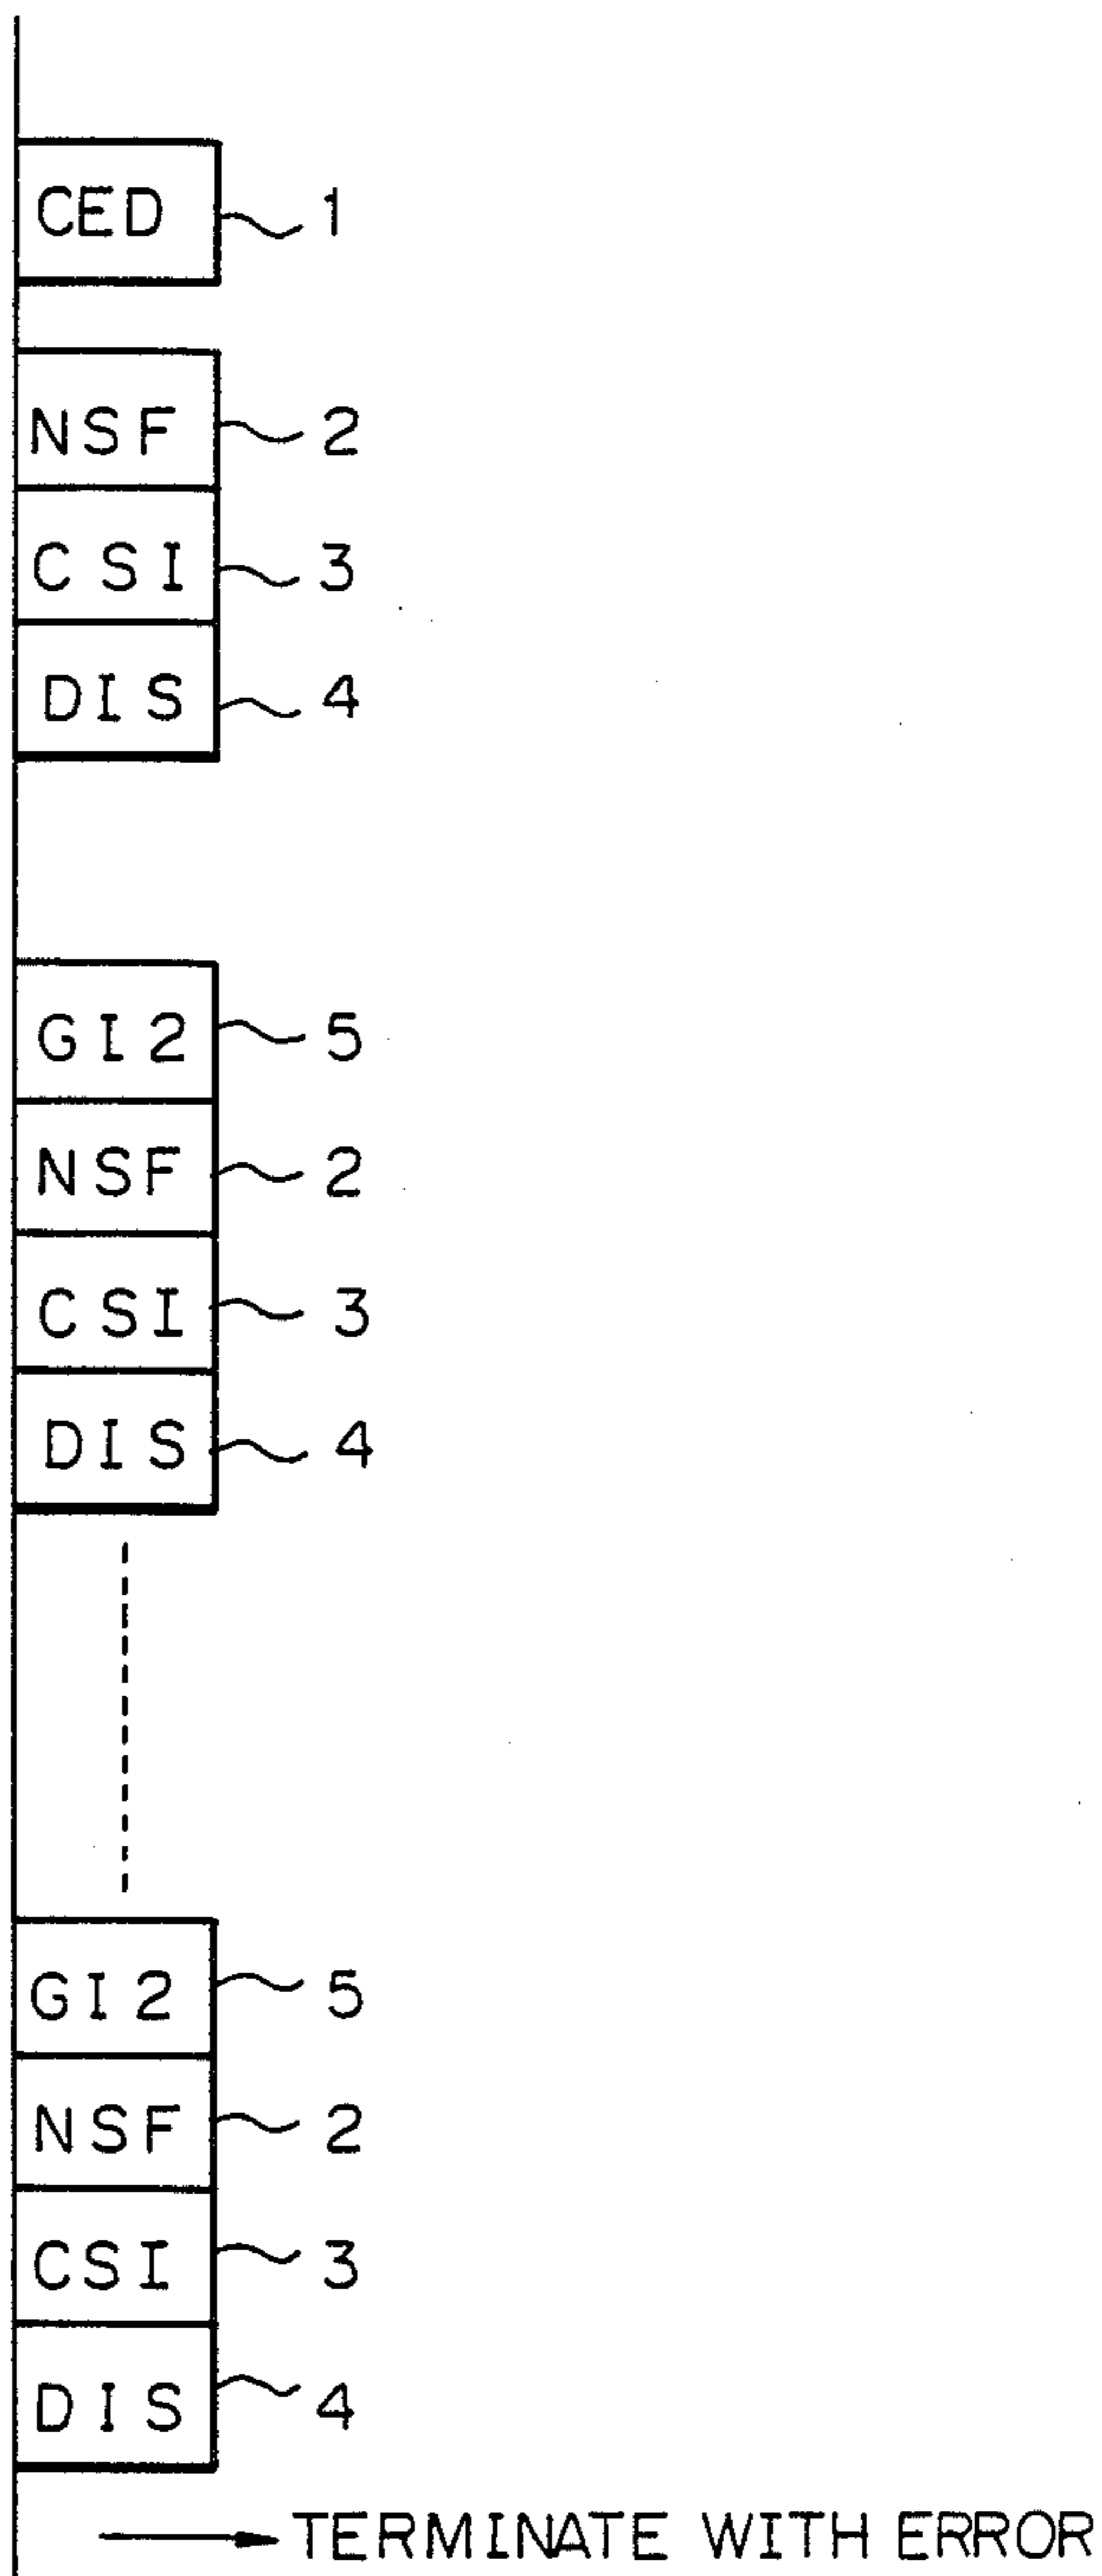 CED 1
NSF 2
CSI 3
DIS 4
GI2 5
NSF 2
CSI 3
DIS 4
GI2 5
NSF 2
CSI 3
DIS 4
TERMINATE WITH ERROR